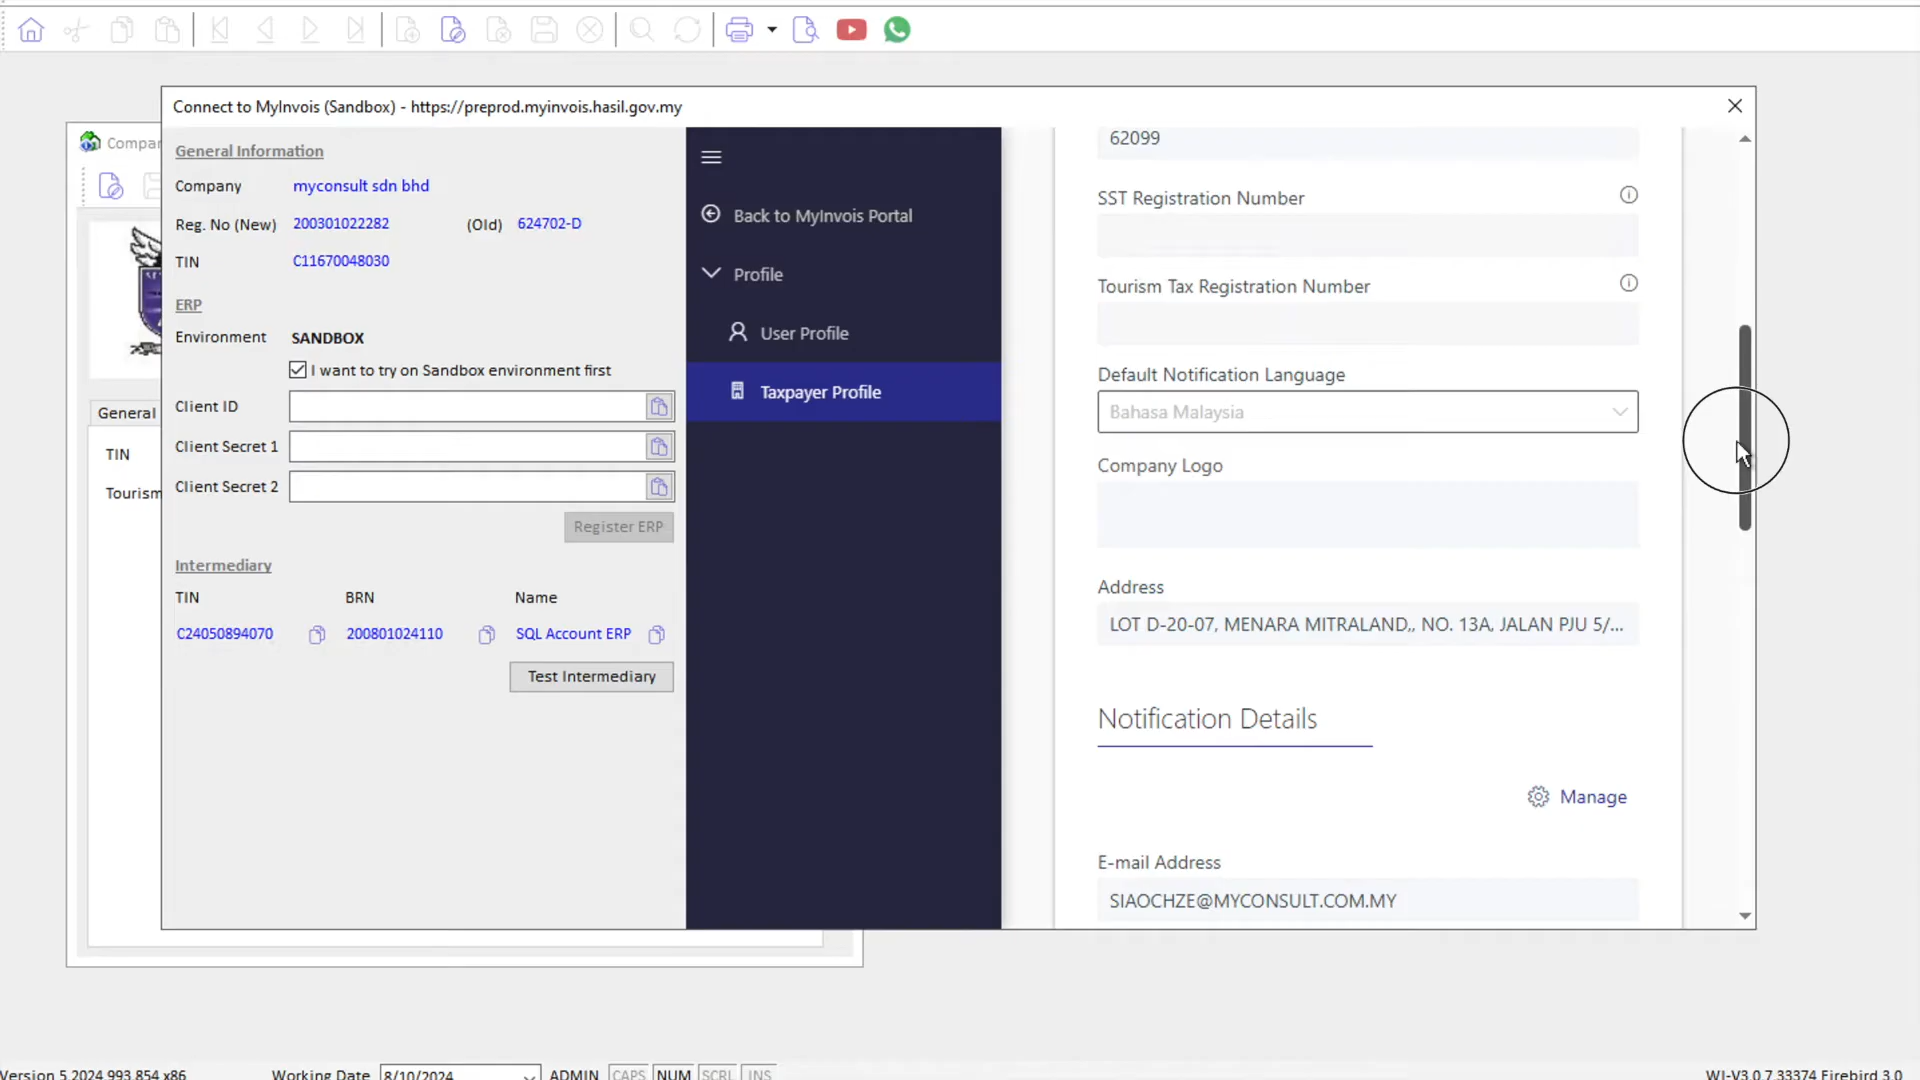 Connect to MyInvois (Sandbox) - https://preprod.myinvois.hasil.gov.my
Compar
General
TIN
Tourism
General Information
Company myconsult sdn bhd
Reg. No (New) 200301022282 (Old) 624702-D
TIN C11670048030
ERP
Environment SANDBOX
I want to try on Sandbox environment first
Client ID
Client Secret 1
Client Secret 2
Register ERP
Intermediary
TIN BRN Name
C24050894070 200801024110 SQL Account ERP
Test Intermediary
Back to MyInvois Portal
Profile
User Profile
Taxpayer Profile
62099
SST Registration Number
Tourism Tax Registration Number
Default Notification Language
Bahasa Malaysia
Company Logo
Address
LOT D-20-07, MENARA MITRALAND,, NO. 13A, JALAN PJU 5/...
Notification Details
Manage
E-mail Address
SIAOCHZE@MYCONSULT.COM.MY
Version 5.2024.993.854 x86 Working Date 8/10/2024 ADMIN CAPS NUM SCRL INS WI-V3.0.7.33374 Firebird 3.0